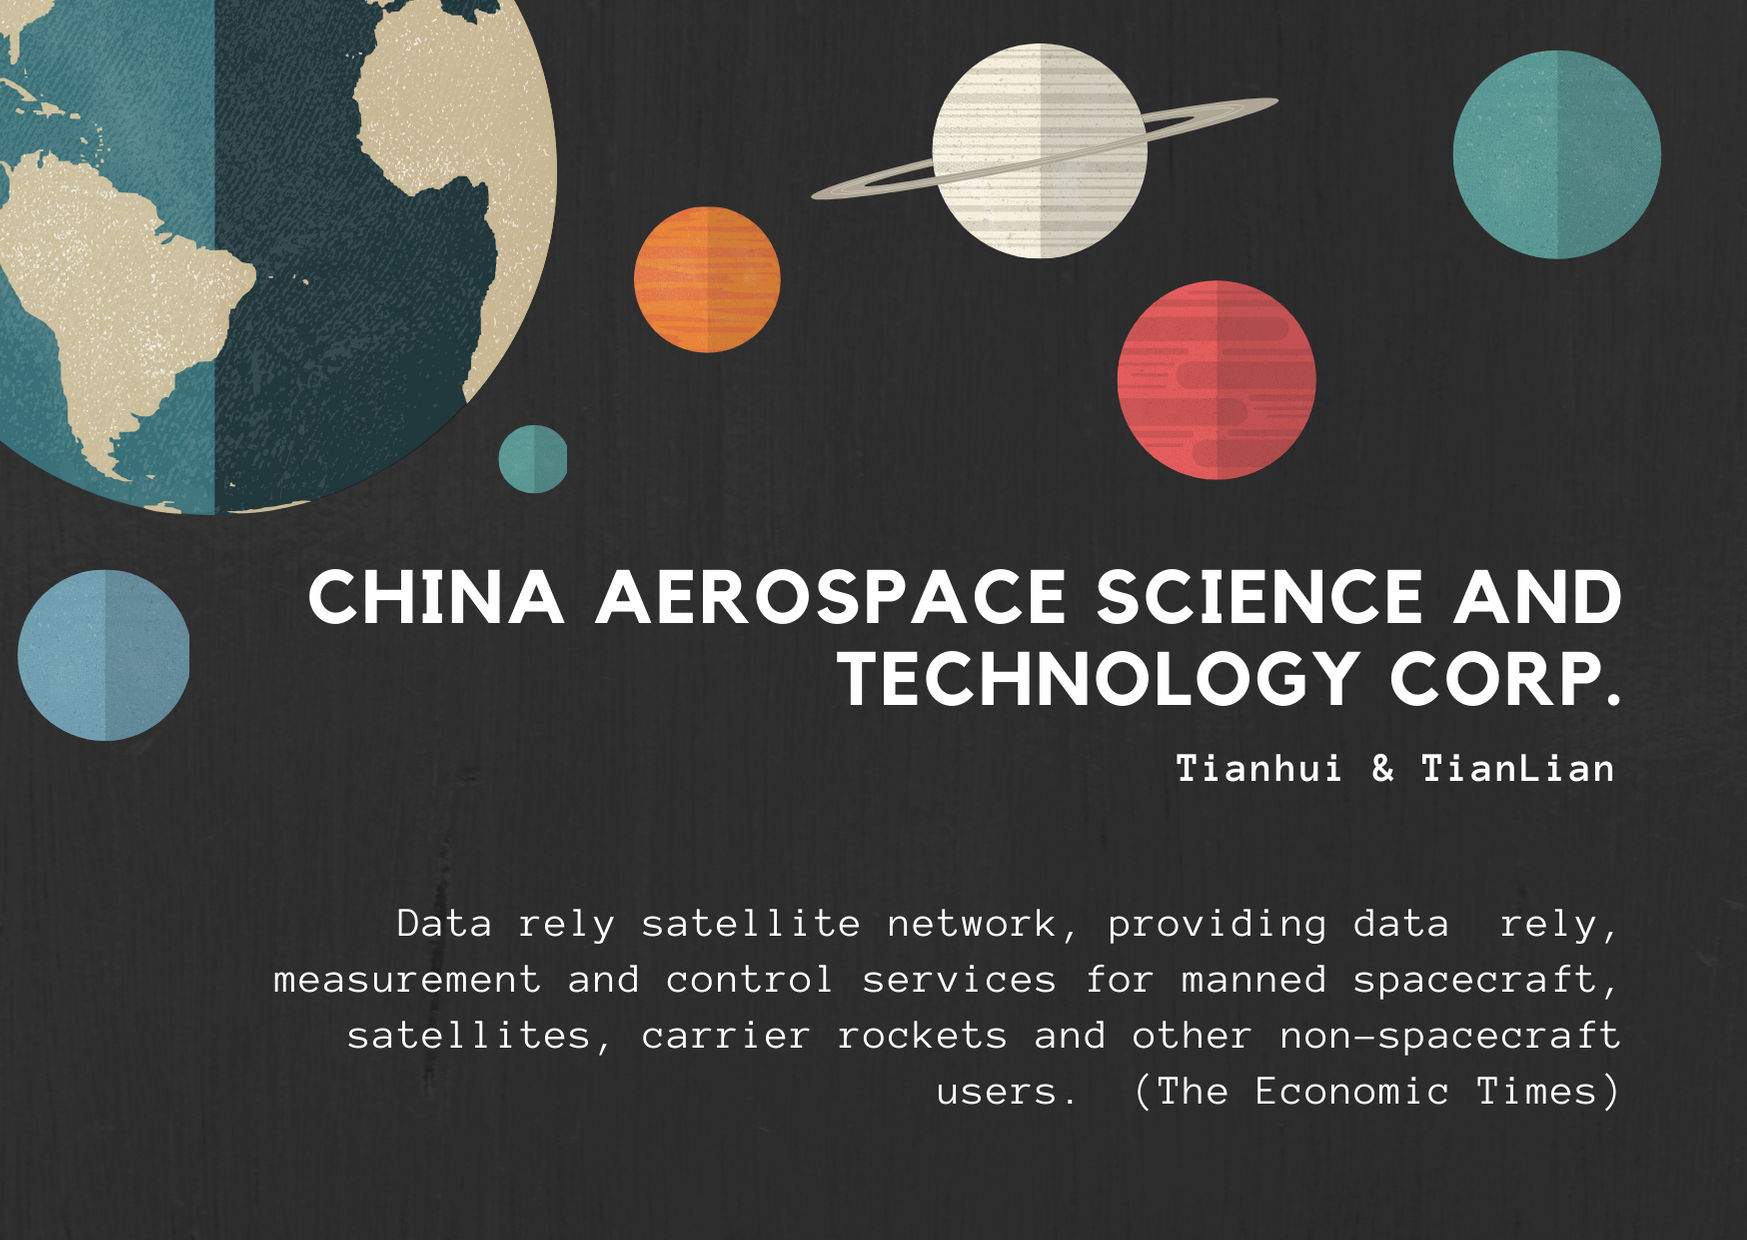 CHINA AEROSPACE SCIENCE AND
TECHNOLOGY CORP.
Tianhui & TianLian
Data rely satellite network, providing data  rely,
measurement and control services for manned spacecraft,
satellites, carrier rockets and other non-spacecraft
users.  (The Economic Times)